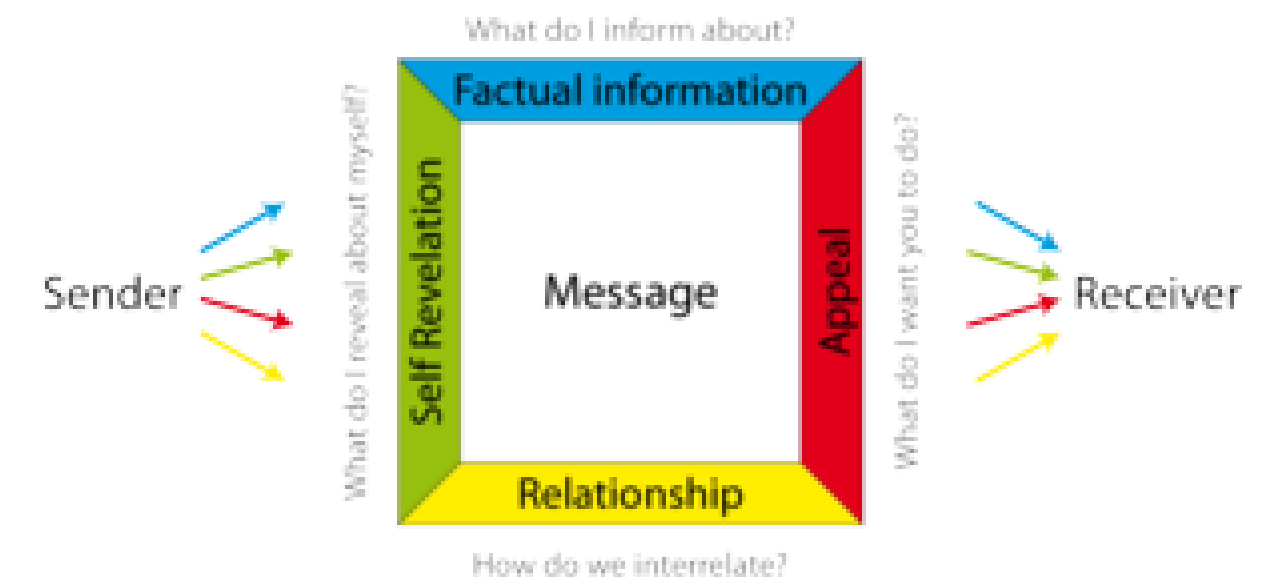 What do I inform about?
Factual information
What do I reveal about myself?
Self Revelation
Sender
Message
Appeal
What do I want you to do?
Receiver
Relationship
How do we interrelate?